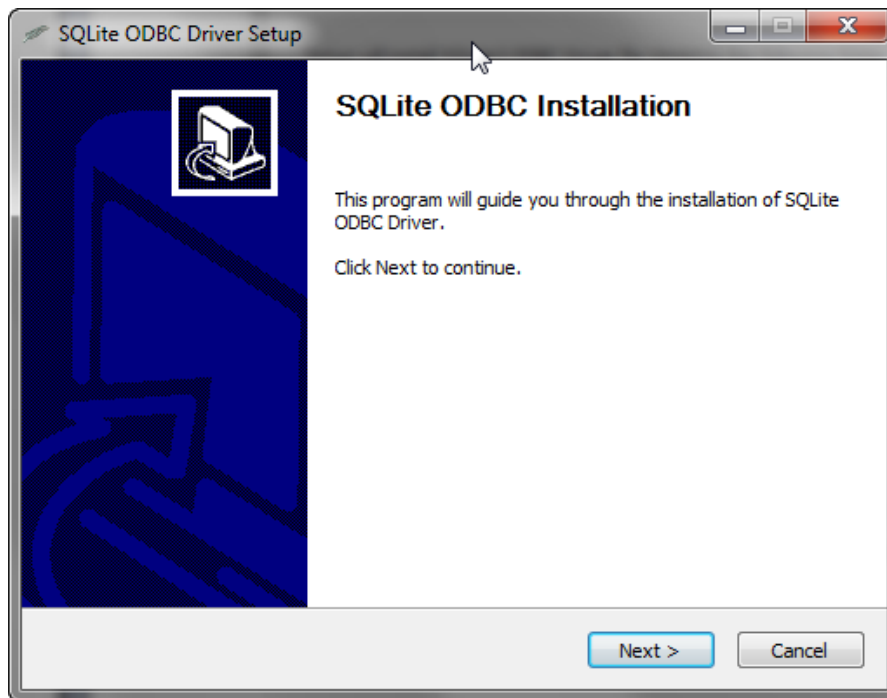 SQLite ODBC Driver Setup
SQLite ODBC Installation
This program will guide you through the installation of SQLite
ODBC Driver.
Click Next to continue.
Next >
Cancel